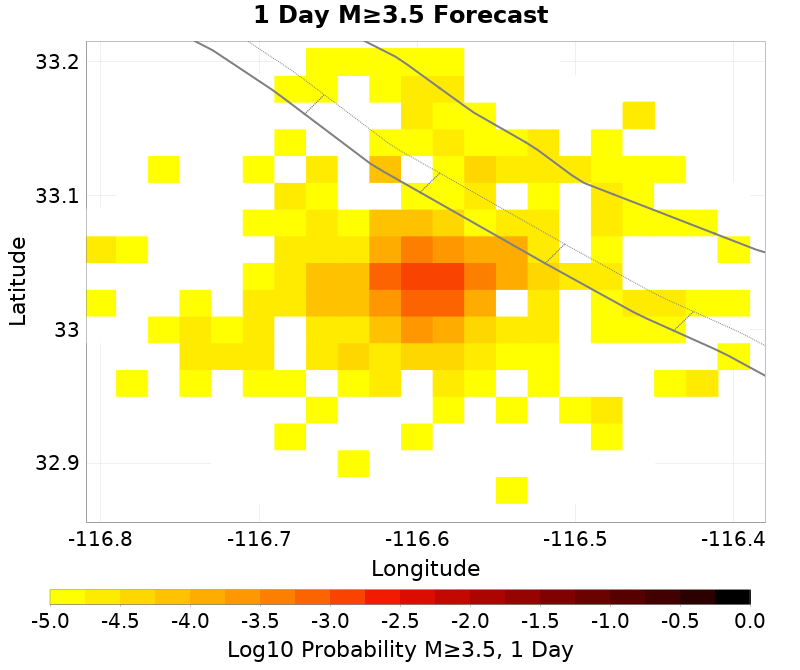 1 Day M≥3.5 Forecast
33.2
33.1
33
32.9
Latitude
-116.8 -116.7 -116.6 -116.5 -116.4
Longitude
-5.0 -4.5 -4.0 -3.5 -3.0 -2.5 -2.0 -1.5 -1.0 -0.5 0.0
Log10 Probability M≥3.5, 1 Day